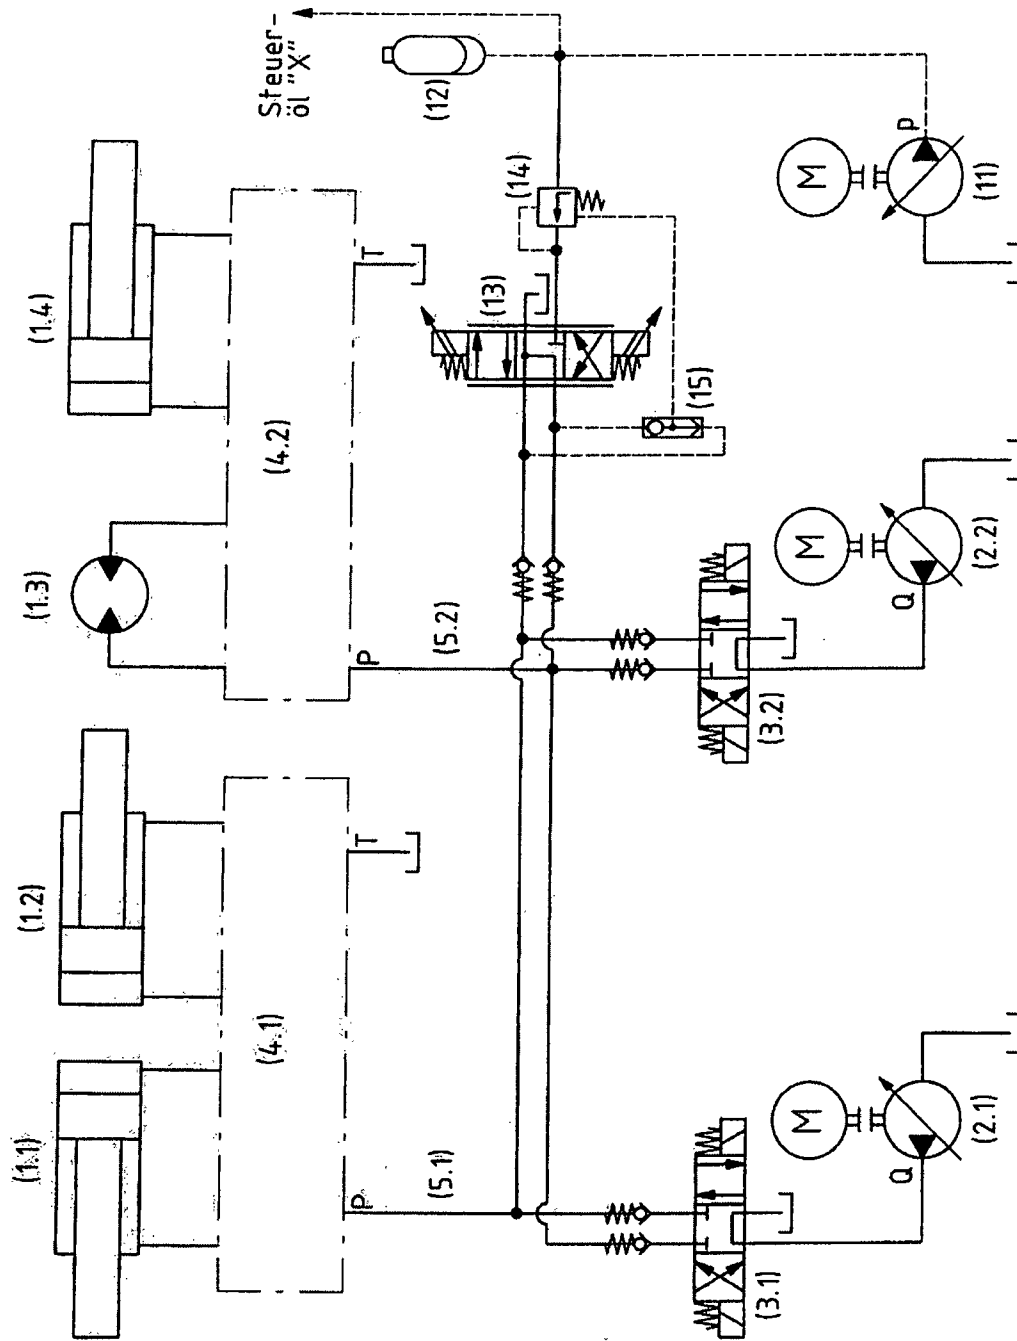 (1.1)
(1.2)
(1.3)
(1.4)
(4.1)
(4.2)
Steuer-
öl "X"
P
T
P
T
(5.1)
(5.2)
(12)
(13)
(14)
(15)
(3.1)
(3.2)
M
M
M
Q
Q
p
(2.1)
(2.2)
(11)